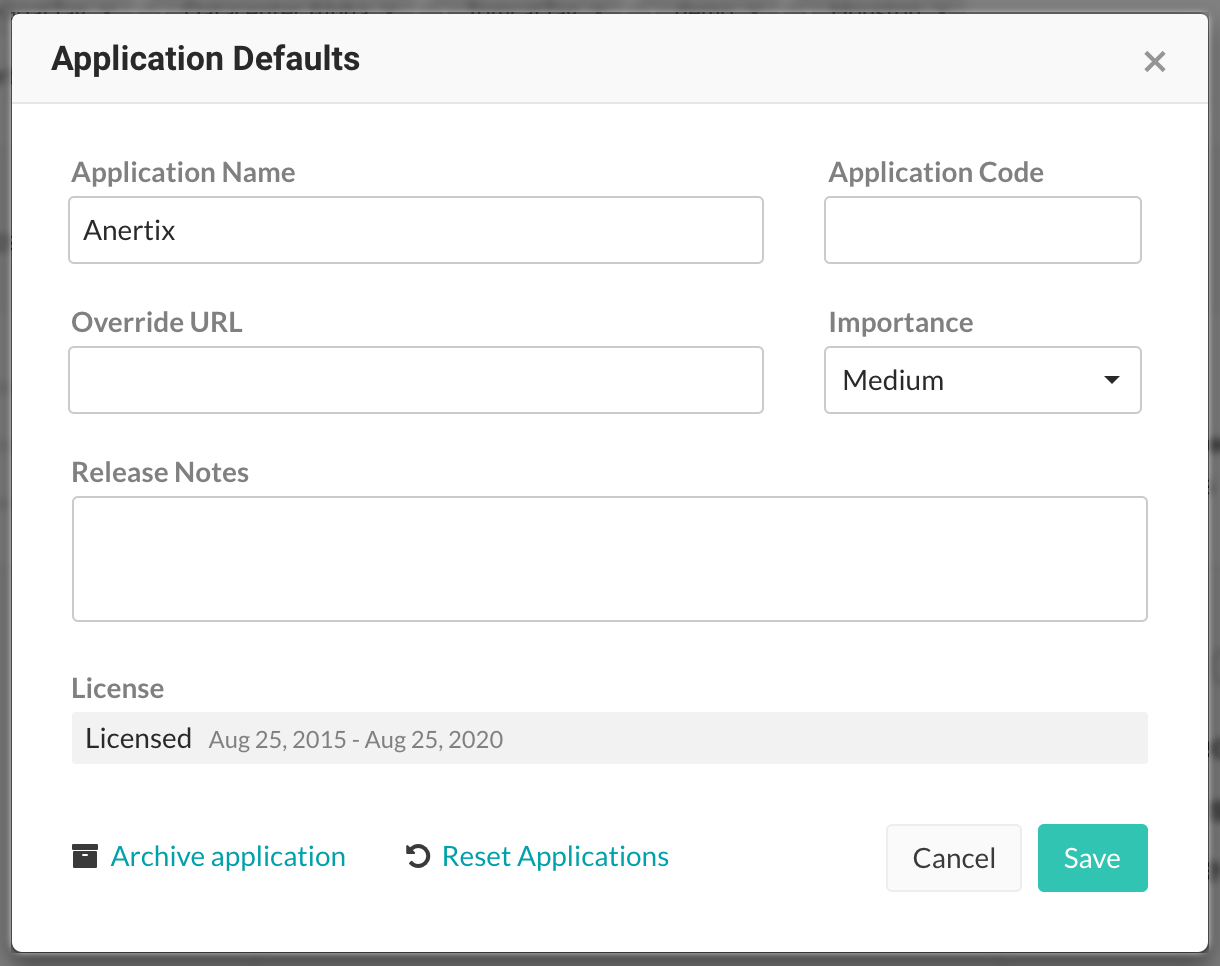 Application Defaults
Application Name
Application Code
Anertix
Override URL
Importance
Medium
Release Notes
License
Licensed Aug 25, 2015 - Aug 25, 2020
Archive application
Reset Applications
Cancel
Save